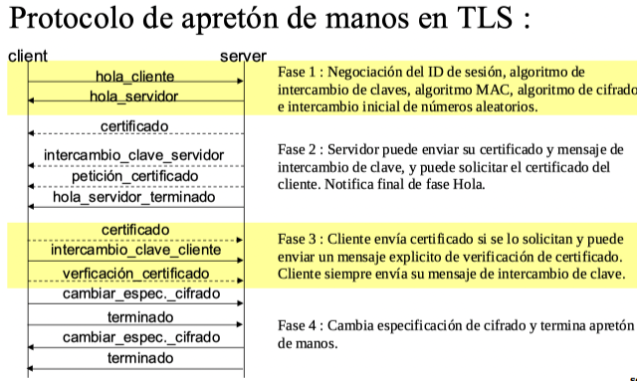 Protocolo de apretón de manos en TLS :
client
server
hola_cliente
hola_servidor
Fase 1 : Negociación del ID de sesión, algoritmo de
intercambio de claves, algoritmo MAC, algoritmo de cifrado
e intercambio inicial de números aleatorios.
certificado
intercambio_clave_servidor
petición_certificado
hola_servidor_terminado
Fase 2 : Servidor puede enviar su certificado y mensaje de
intercambio de clave, y puede solicitar el certificado del
cliente. Notifica final de fase Hola.
certificado
intercambio_clave_cliente
verficación_certificado
Fase 3 : Cliente envía certificado si se lo solicitan y puede
enviar un mensaje explicito de verificación de certificado.
Cliente siempre envía su mensaje de intercambio de clave.
cambiar_espec._cifrado
terminado
cambiar_espec._cifrado
terminado
Fase 4 : Cambia especificación de cifrado y termina apretón
de manos.